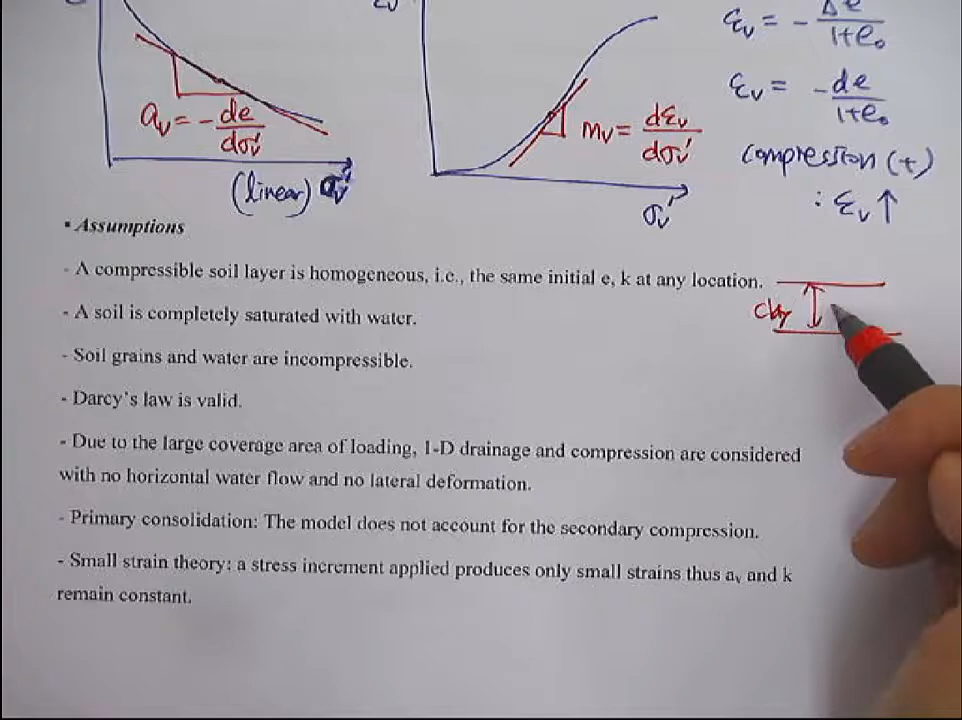 εv = - Δe / 1+e₀
εv = - de / 1+e₀
av = - de / dσv'
mv = dεv / dσv'
compression (+)
: εv ↑
(linear) σv'
σv'
▪ Assumptions
- A compressible soil layer is homogeneous, i.e., the same initial e, k at any location.
clay
- A soil is completely saturated with water.
- Soil grains and water are incompressible.
- Darcy's law is valid.
- Due to the large coverage area of loading, 1-D drainage and compression are considered
with no horizontal water flow and no lateral deformation.
- Primary consolidation: The model does not account for the secondary compression.
- Small strain theory: a stress increment applied produces only small strains thus av and k
remain constant.